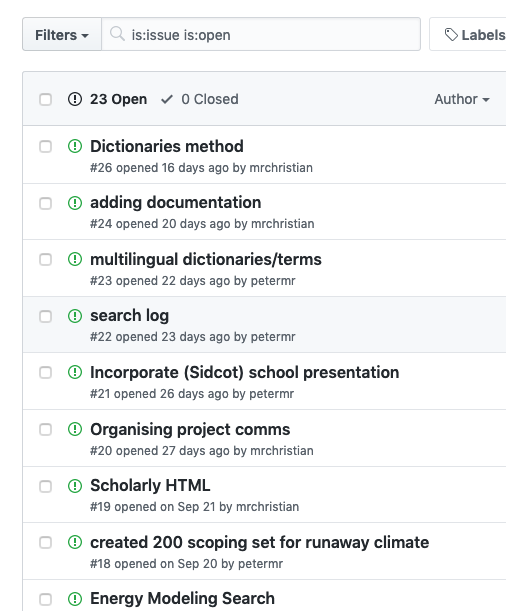 Filters
is:issue is:open
Labels
23 Open 0 Closed
Author
Dictionaries method
#26 opened 16 days ago by mrchristian
adding documentation
#24 opened 20 days ago by mrchristian
multilingual dictionaries/terms
#23 opened 22 days ago by petermr
search log
#22 opened 23 days ago by petermr
Incorporate (Sidcot) school presentation
#21 opened 26 days ago by petermr
Organising project comms
#20 opened 27 days ago by mrchristian
Scholarly HTML
#19 opened on Sep 21 by mrchristian
created 200 scoping set for runaway climate
#18 opened on Sep 20 by petermr
Energy Modeling Search